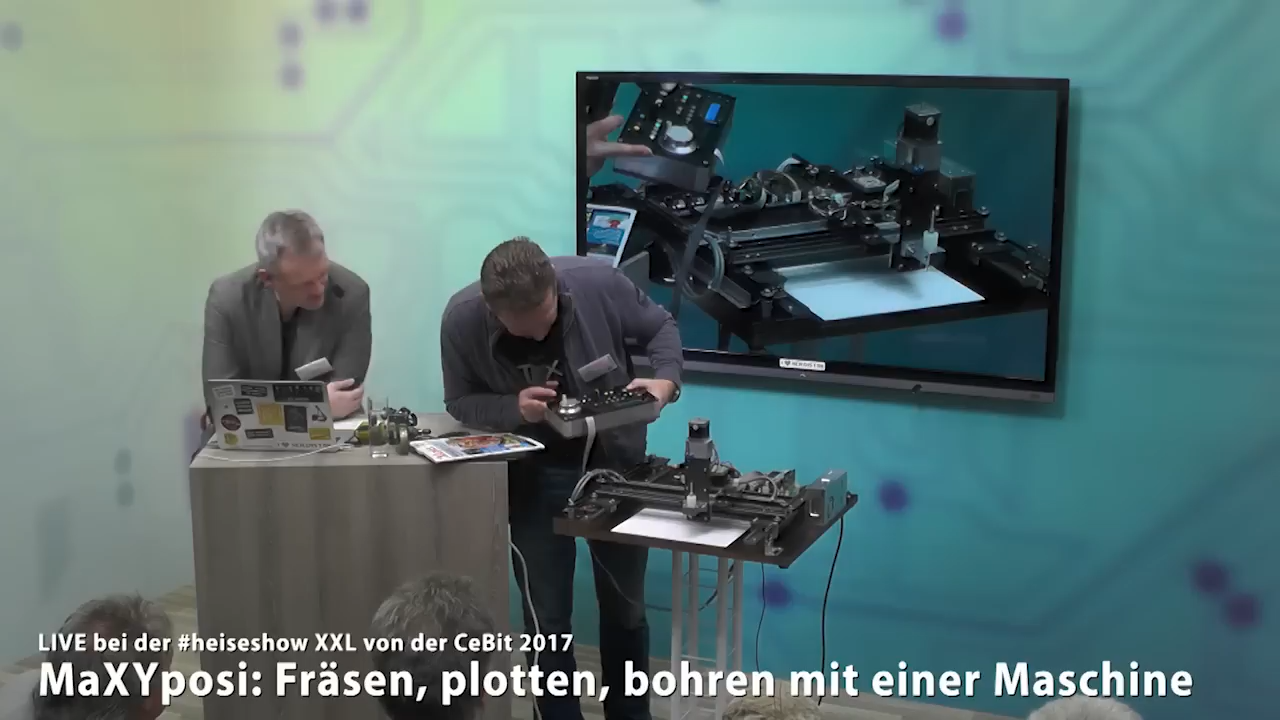 LIVE bei der #heiseshow XXL von der CeBit 2017
MaXYposi: Fräsen, plotten, bohren mit einer Maschine